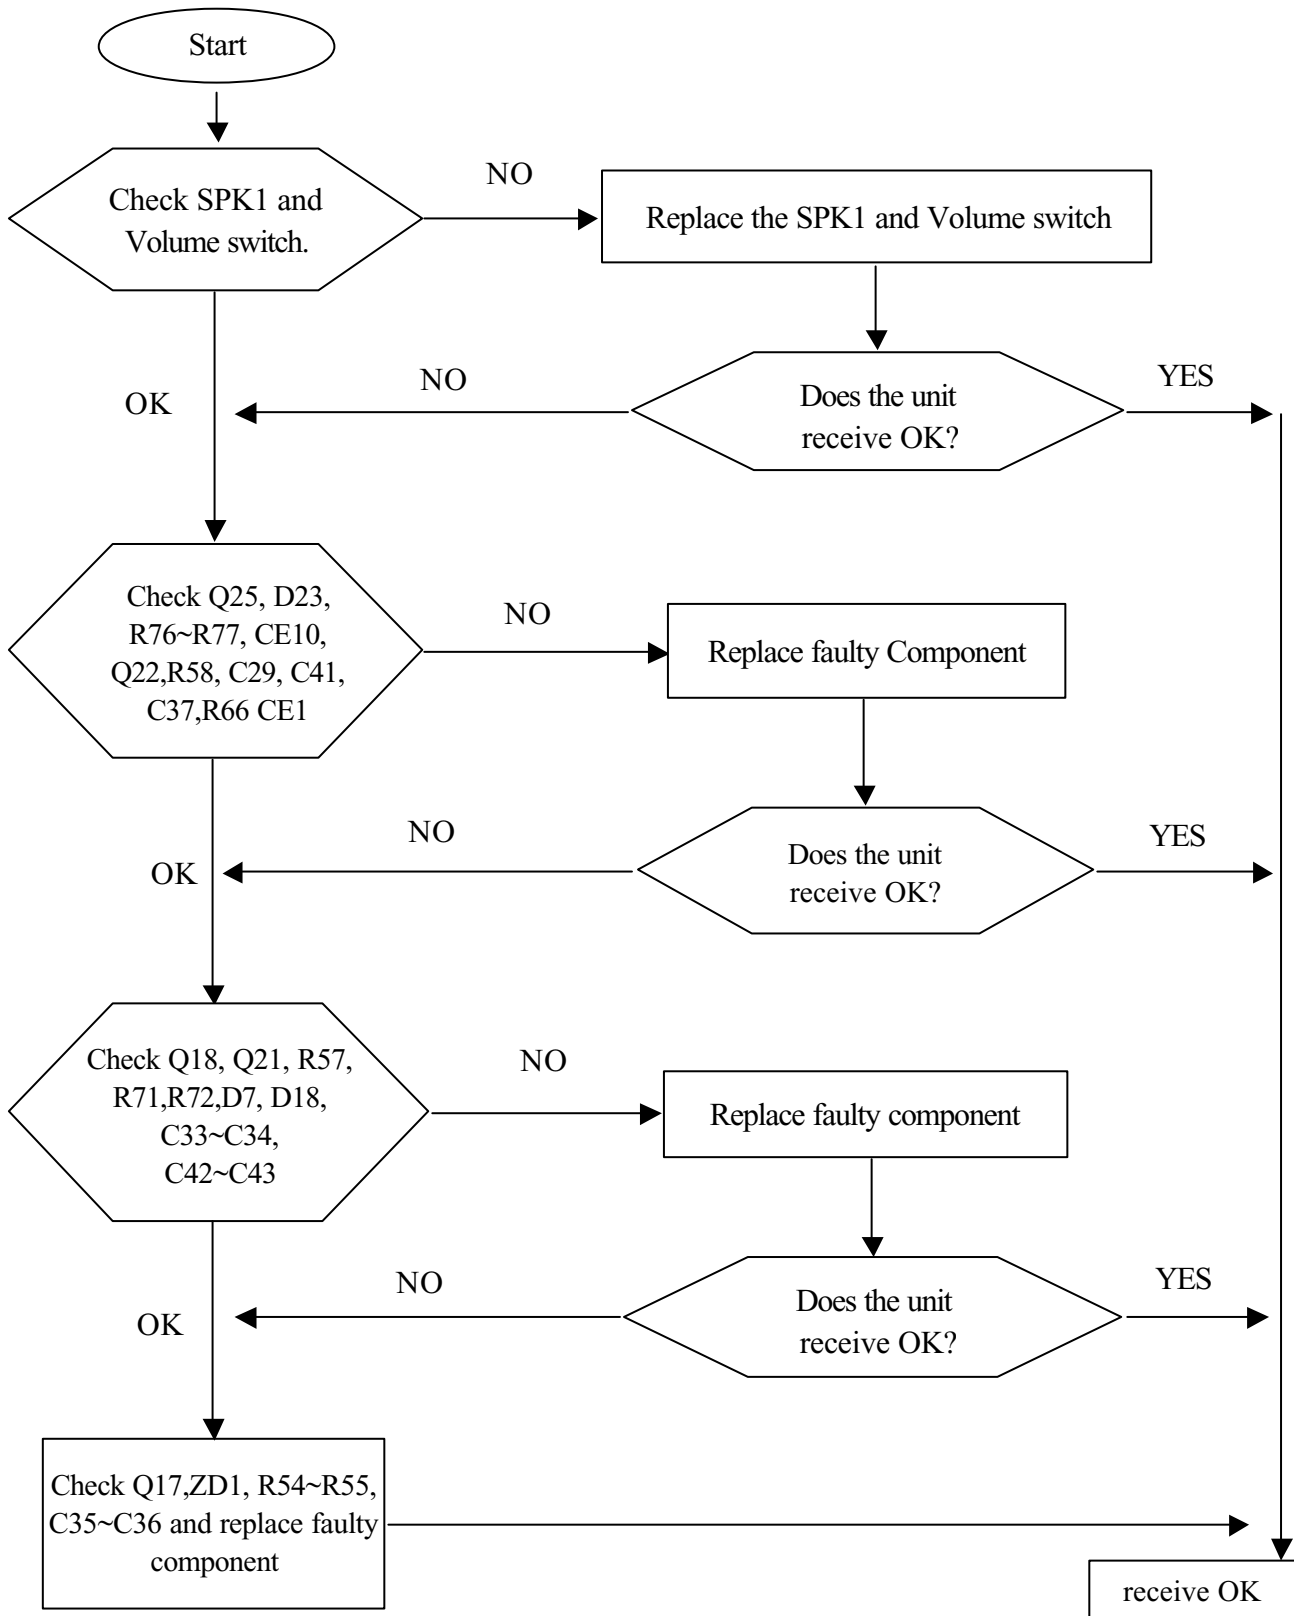 Start
NO
Check SPK1 and
Volume switch.
Replace the SPK1 and Volume switch
OK
NO
Does the unit
receive OK?
YES
Check Q25, D23,
R76~R77, CE10,
Q22,R58, C29, C41,
C37,R66 CE1
NO
Replace faulty Component
OK
NO
Does the unit
receive OK?
YES
Check Q18, Q21, R57,
R71,R72,D7, D18,
C33~C34,
C42~C43
NO
Replace faulty component
OK
NO
Does the unit
receive OK?
YES
Check Q17,ZD1, R54~R55,
C35~C36 and replace faulty
component
receive OK